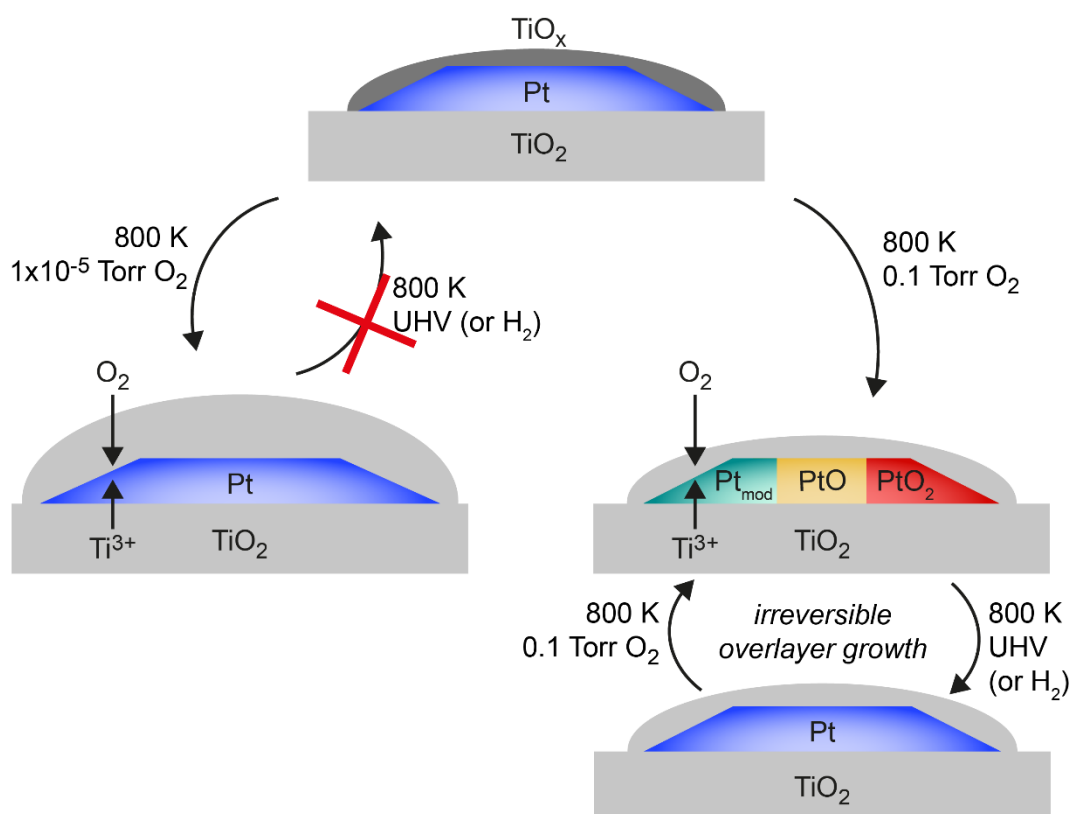 TiOₓ
Pt
TiO₂
800 K
1x10⁻⁵ Torr O₂
800 K
UHV (or H₂)
800 K
0.1 Torr O₂
O₂
Pt
Ti³⁺
TiO₂
O₂
Pt_mod
PtO
PtO₂
Ti³⁺
TiO₂
800 K
0.1 Torr O₂
irreversible
overlayer growth
800 K
UHV
(or H₂)
Pt
TiO₂